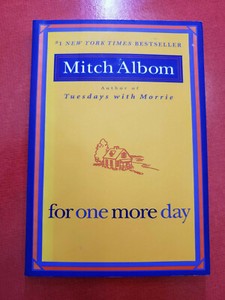 #1 NEW YORK TIMES BESTSELLER
Mitch Albom
Author of
Tuesdays with Morrie
for one more day